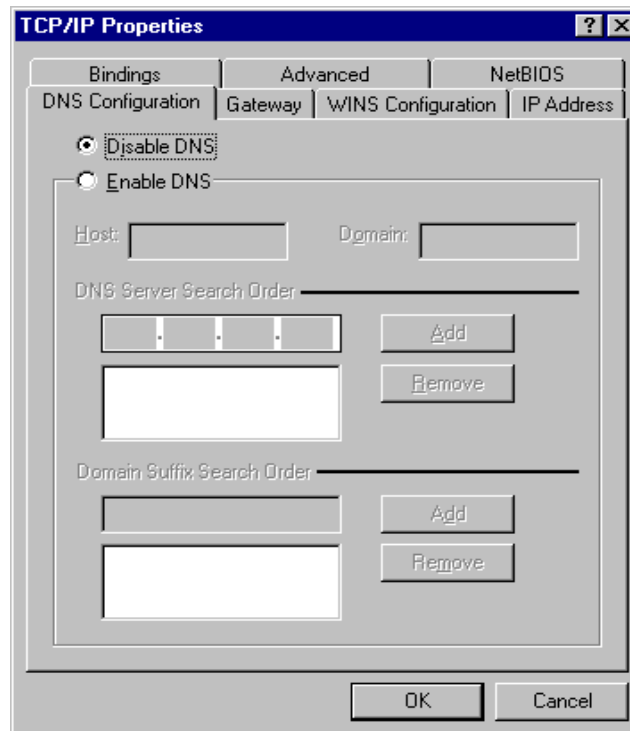 TCP/IP Properties
Bindings Advanced NetBIOS
DNS Configuration Gateway WINS Configuration IP Address
Disable DNS
Enable DNS
Host: Domain:
DNS Server Search Order
. . .
Add
Remove
Domain Suffix Search Order
Add
Remove
OK Cancel